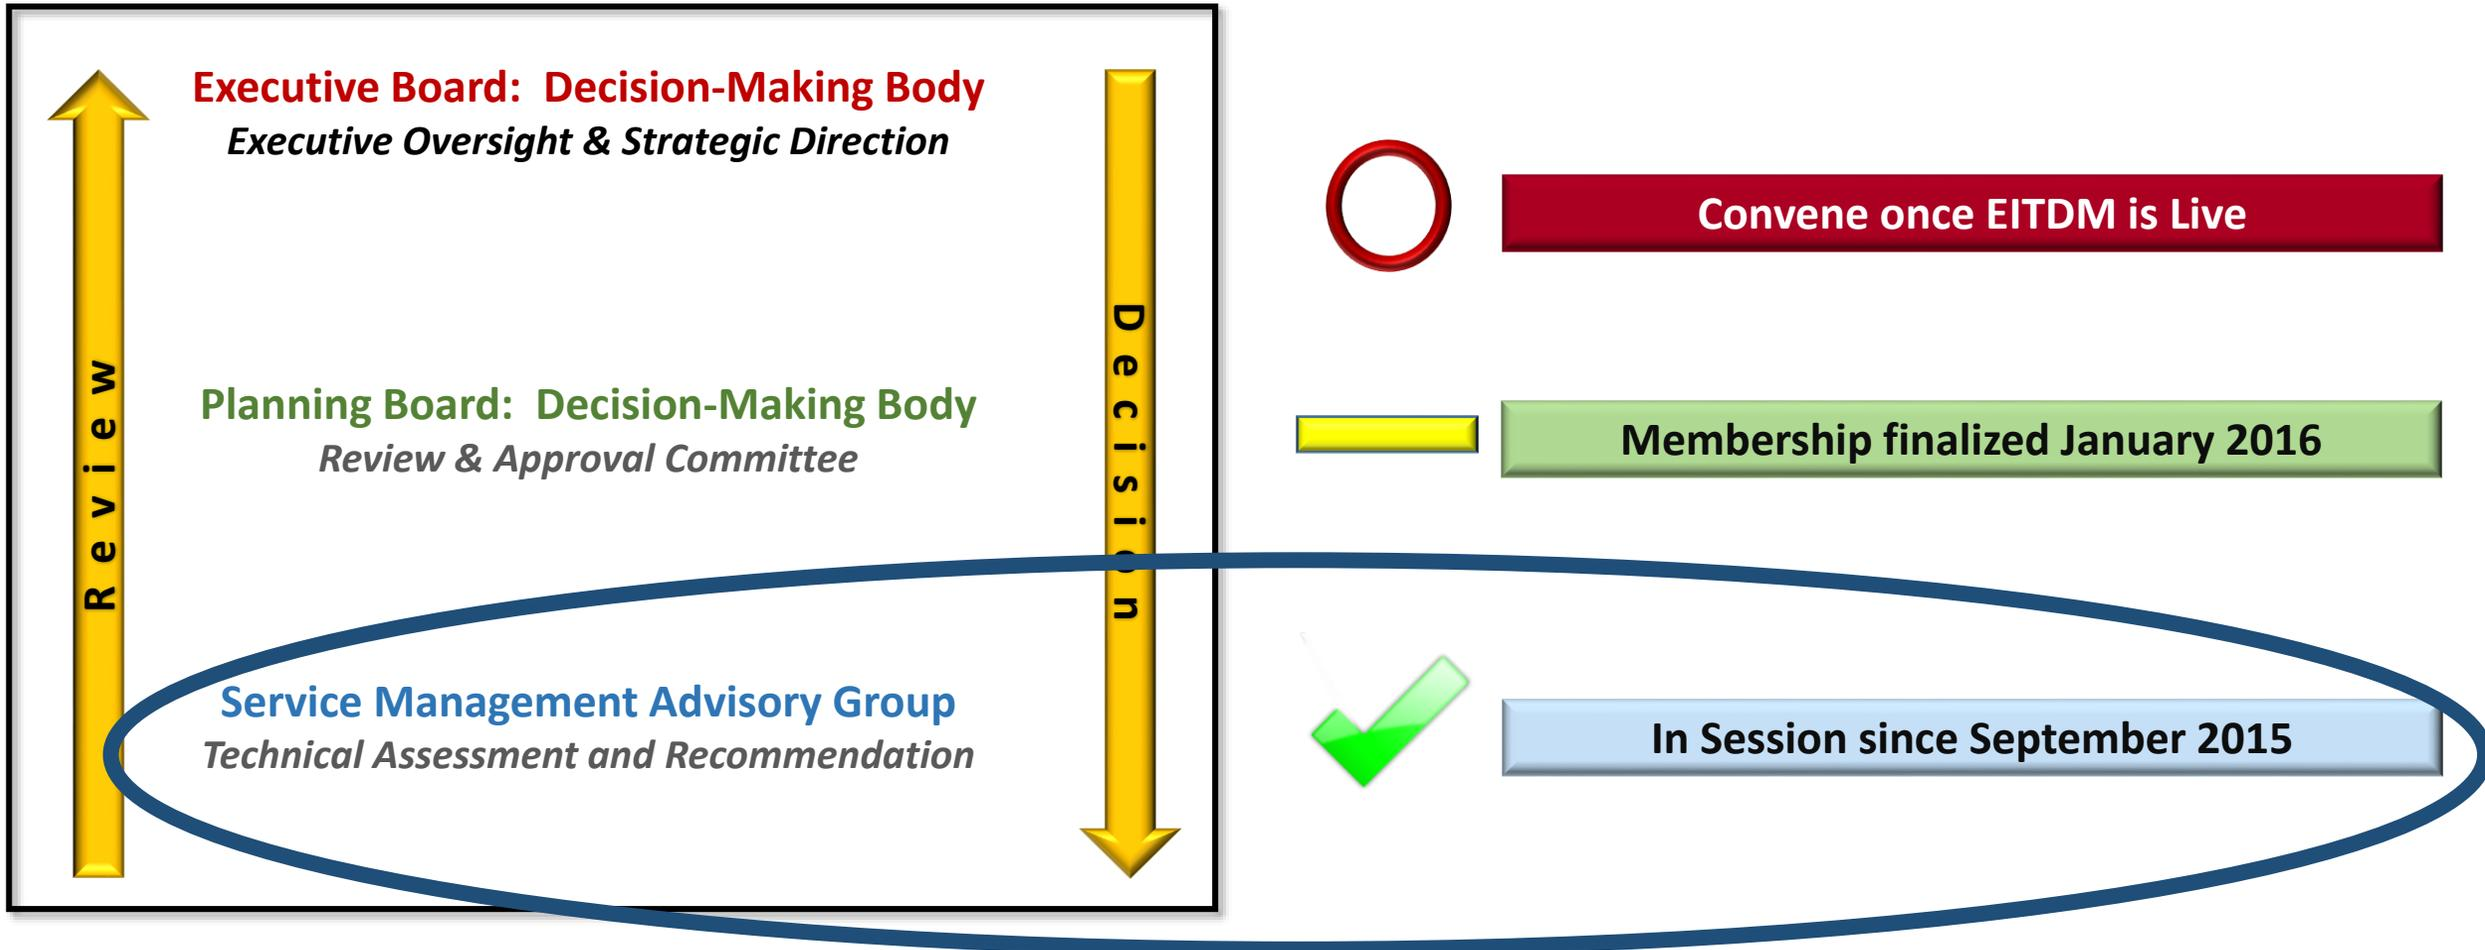 Executive Board: Decision-Making Body
Executive Oversight & Strategic Direction
Convene once EITDM is Live
Review
Decision
Planning Board: Decision-Making Body
Review & Approval Committee
Membership finalized January 2016
Service Management Advisory Group
Technical Assessment and Recommendation
In Session since September 2015